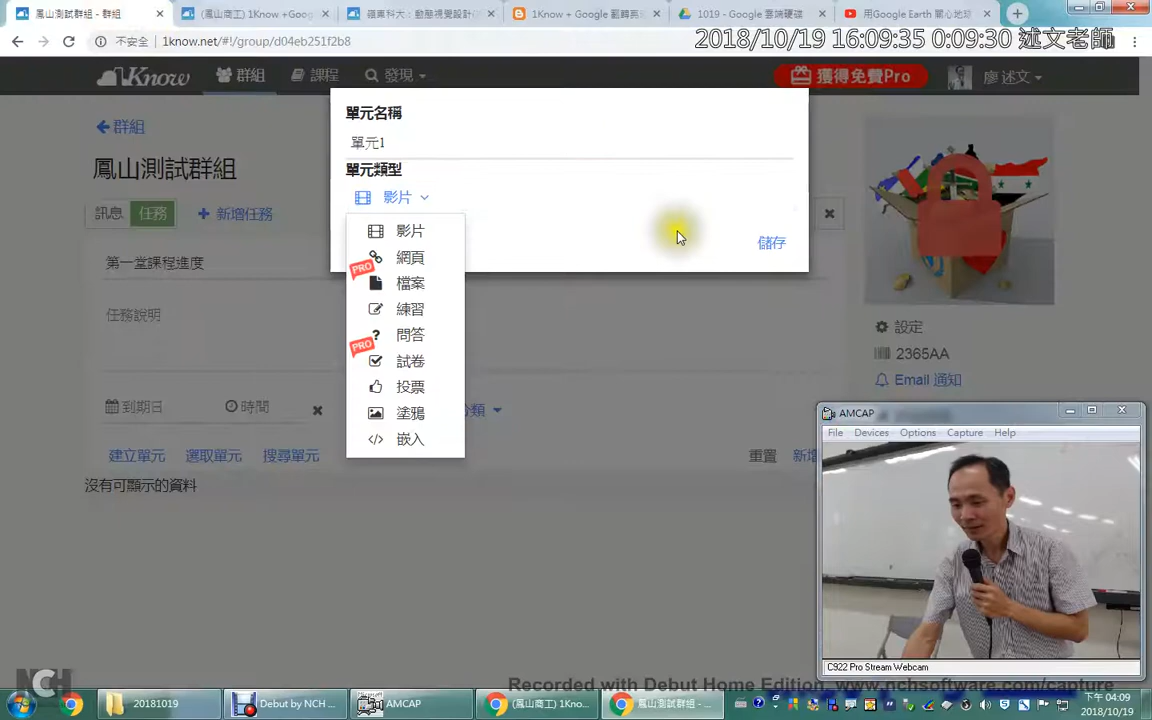 鳳山測試群組 - 群組
(鳳山商工) 1Know +Goog
嶺東科大：動態視覺設計(
1Know + Google 翻轉
1019 - Google 雲端硬碟
用Google Earth 關心地球
不安全 | 1know.net/#!/group/d04eb251f2b8
2018/10/19 16:09:35 0:09:30 述文老師
1Know
群組
課程
發現
獲得免費Pro
廖 述文
群組
鳳山測試群組
訊息
任務
+ 新增任務
第一堂課程進度
任務說明
到期日
時間
類
建立單元
選取單元
搜尋單元
重置
新增
沒有可顯示的資料
單元名稱
單元1
單元類型
影片
影片
網頁
PRO
檔案
練習
問答
PRO
試卷
投票
塗鴉
嵌入
儲存
設定
2365AA
Email 通知
AMCAP
File Devices Options Capture Help
C922 Pro Stream Webcam
NCH
Recorded with Debut Home Edition www.nchsoftware.com/capture
20181019
Debut by NCH ...
AMCAP
(鳳山商工) 1Kno...
鳳山測試群組 - ...
下午 04:09
2018/10/19